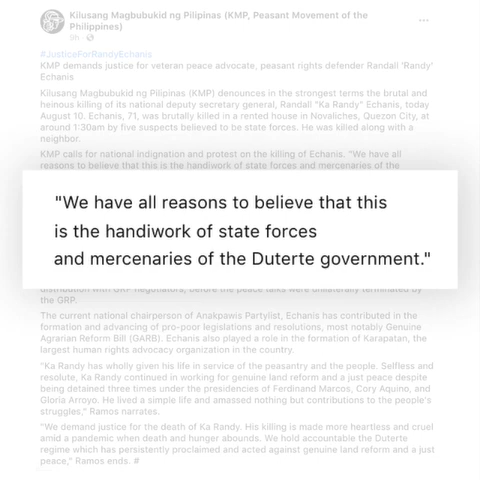 Kilusang Magbubukid ng Pilipinas (KMP, Peasant Movement of the
Philippines)
9h ·
#JusticeForRandyEchanis
KMP demands justice for veteran peace advocate, peasant rights defender Randall 'Randy'
Echanis
Kilusang Magbubukid ng Pilipinas (KMP) denounces in the strongest terms the brutal and
heinous killing of its national deputy secretary general, Randall "Ka Randy" Echanis, today
August 10. Echanis, 71, was brutally killed in a rented house in Novaliches, Quezon City, at
around 1:30am by five suspects believed to be state forces. He was killed along with a
neighbor.
KMP calls for national indignation and protest on the killing of Echanis. "We have all
reasons to believe that this is the handiwork of state forces and mercenaries of the
"We have all reasons to believe that this
is the handiwork of state forces
and mercenaries of the Duterte government."
distribution with GRP negotiators, before the peace talks were unilaterally terminated by
the GRP.
The current national chairperson of Anakpawis Partylist, Echanis has contributed in the
formation and advancing of pro-poor legislations and resolutions, most notably Genuine
Agrarian Reform Bill (GARB). Echanis also played a role in the formation of Karapatan, the
largest human rights advocacy organization in the country.
"Ka Randy has wholly given his life in service of the peasantry and the people. Selfless and
resolute, Ka Randy continued in working for genuine land reform and a just peace despite
being detained three times under the presidencies of Ferdinand Marcos, Cory Aquino, and
Gloria Arroyo. He lived a simple life and amassed nothing but contributions to the people's
struggles," Ramos narrates.
"We demand justice for the death of Ka Randy. His killing is made more heartless and cruel
amid a pandemic when death and hunger abounds. We hold accountable the Duterte
regime which has persistently proclaimed and acted against genuine land reform and a just
peace," Ramos ends. #